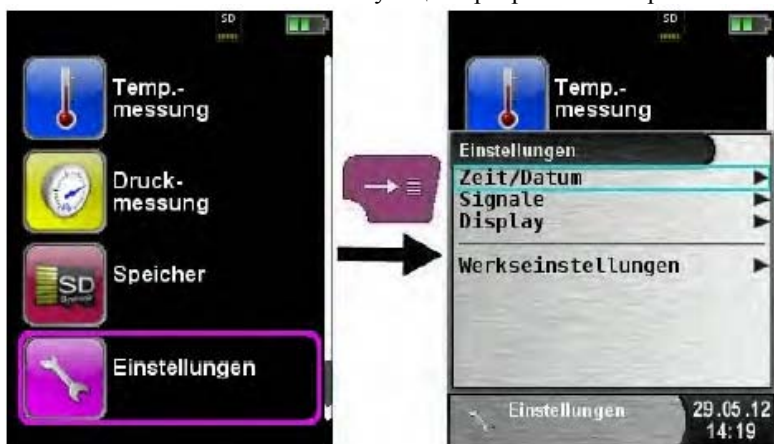 SD
Temp.-
messung
Druck-
messung
SD
Speicher
Einstellungen
SD
Temp.-
messung
Einstellungen
Zeit/Datum
Signale
Display
Werkseinstellungen
Einstellungen
29.05.12
14:19